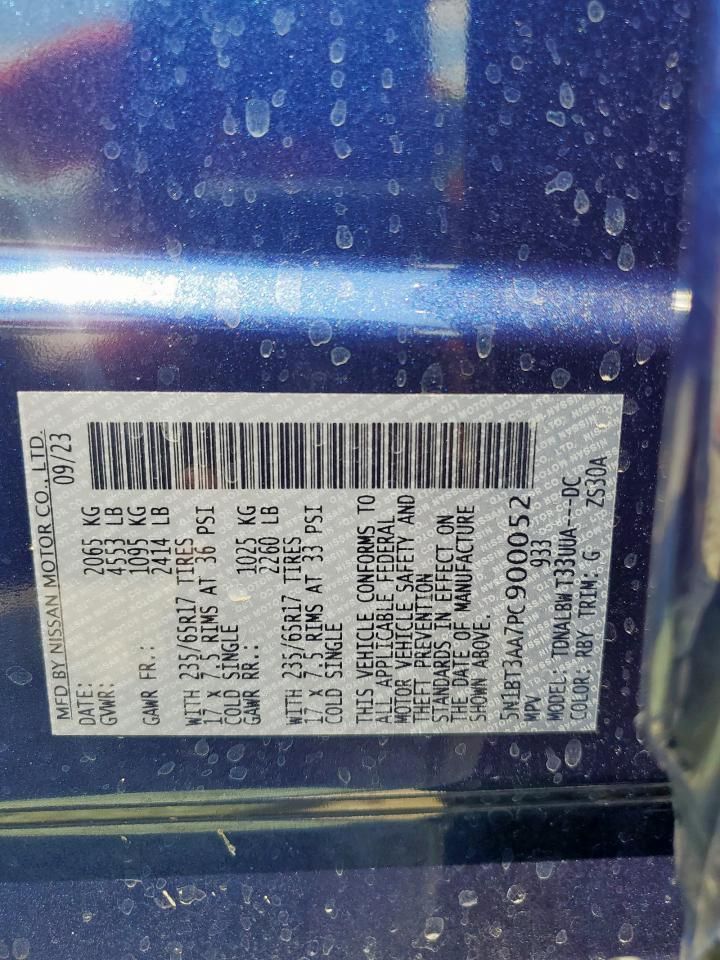 MFD BY NISSAN MOTOR CO., LTD.
DATE: 09/23
GVWR: 2065 KG
4553 LB
GAWR FR.: 1095 KG
2414 LB
WITH 235/65R17 TIRES
17 X 7.5 RIMS AT 36 PSI
COLD SINGLE
GAWR RR.: 1025 KG
2260 LB
WITH 235/65R17 TIRES
17 X 7.5 RIMS AT 33 PSI
COLD SINGLE
THIS VEHICLE CONFORMS TO
ALL APPLICABLE FEDERAL
MOTOR VEHICLE SAFETY AND
THEFT PREVENTION
STANDARDS IN EFFECT ON
THE DATE OF MANUFACTURE
SHOWN ABOVE.
5N1BT3AA7PC900052
MPV 933
MODEL: TDNALBW T33UUA---DC
COLOR: RBY TRIM: G ZS30A